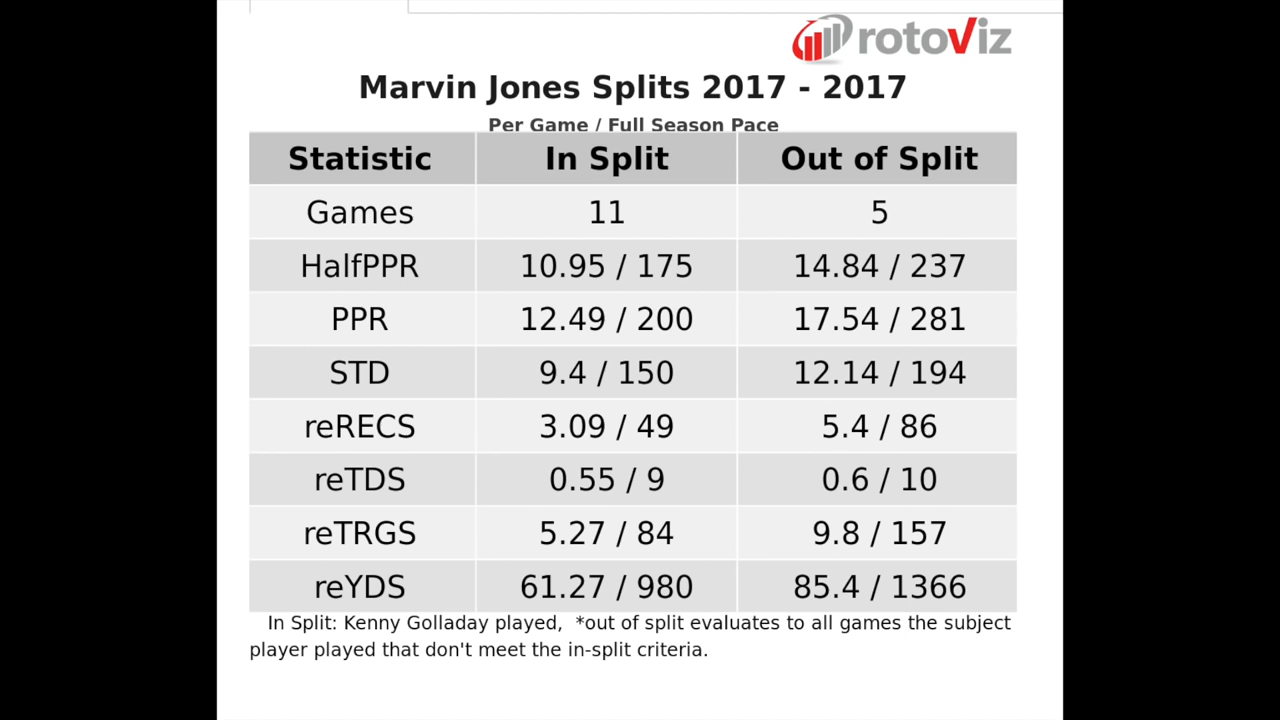 rotoViz
Marvin Jones Splits 2017 - 2017
Per Game / Full Season Pace
Statistic In Split Out of Split
Games 11 5
HalfPPR 10.95 / 175 14.84 / 237
PPR 12.49 / 200 17.54 / 281
STD 9.4 / 150 12.14 / 194
reRECS 3.09 / 49 5.4 / 86
reTDS 0.55 / 9 0.6 / 10
reTRGS 5.27 / 84 9.8 / 157
reYDS 61.27 / 980 85.4 / 1366
In Split: Kenny Golladay played, *out of split evaluates to all games the subject
player played that don't meet the in-split criteria.